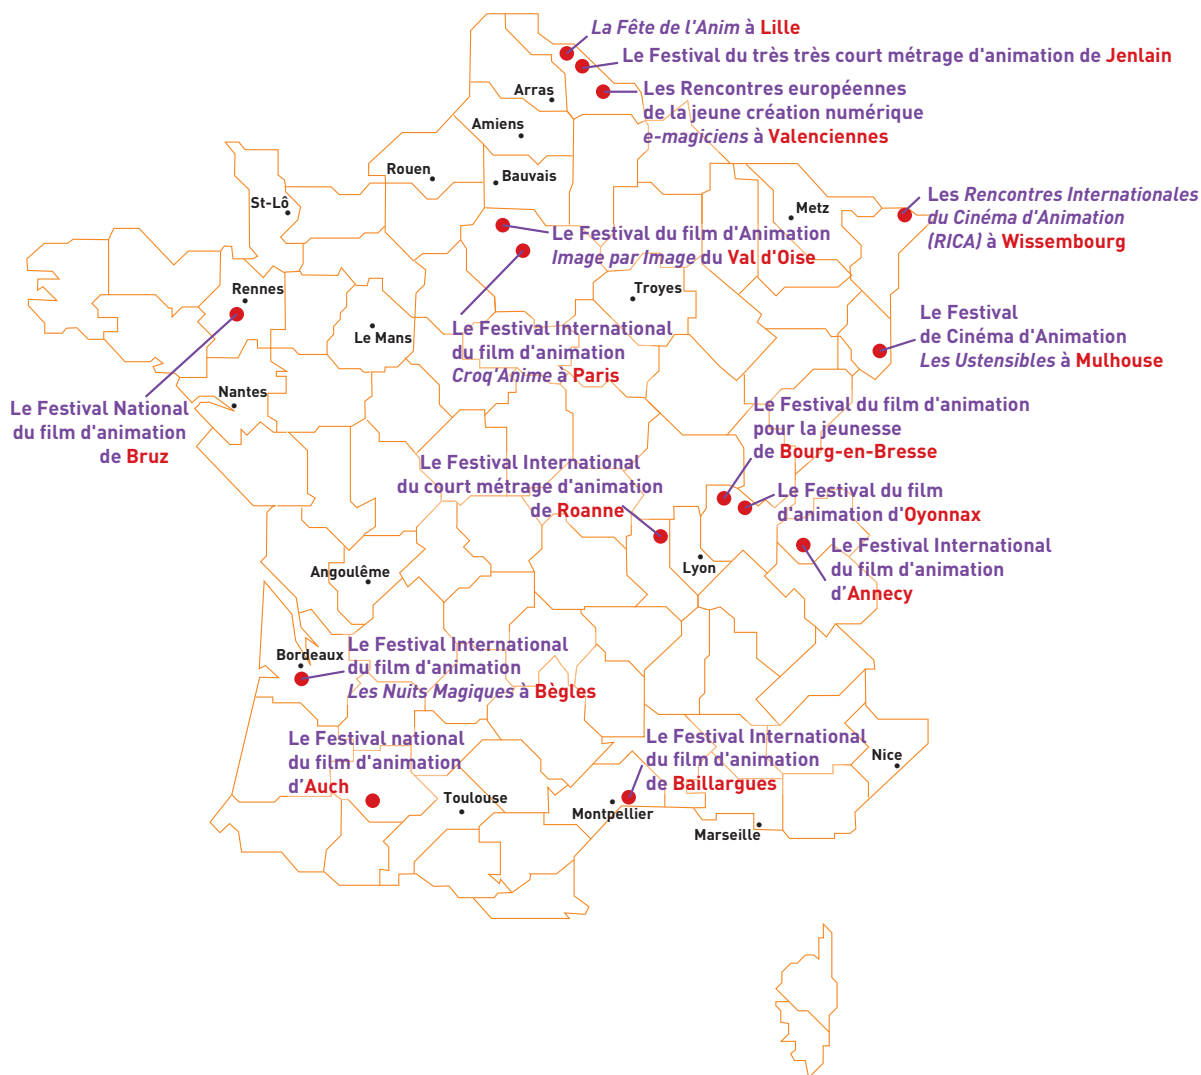 La Fête de l'Anim à Lille
Le Festival du très très court métrage d'animation de Jenlain
Les Rencontres européennes
de la jeune création numérique
e-magiciens à Valenciennes
Arras
Amiens
Rouen
Bauvais
St-Lô
Metz
Les Rencontres Internationales
du Cinéma d'Animation
(RICA) à Wissembourg
Le Festival du film d'Animation
Image par Image du Val d'Oise
Rennes
Troyes
Le Mans
Le Festival International
du film d'animation
Croq'Anime à Paris
Le Festival
de Cinéma d'Animation
Les Ustensibles à Mulhouse
Nantes
Le Festival National
du film d'animation
de Bruz
Le Festival du film d'animation
pour la jeunesse
de Bourg-en-Bresse
Le Festival International
du court métrage d'animation
de Roanne
Le Festival du film
d'animation d'Oyonnax
Lyon
Le Festival International
du film d'animation
d’Annecy
Angoulême
Bordeaux
Le Festival International
du film d'animation
Les Nuits Magiques à Bègles
Le Festival national
du film d'animation
d’Auch
Toulouse
Le Festival International
du film d'animation
de Baillargues
Montpellier
Nice
Marseille